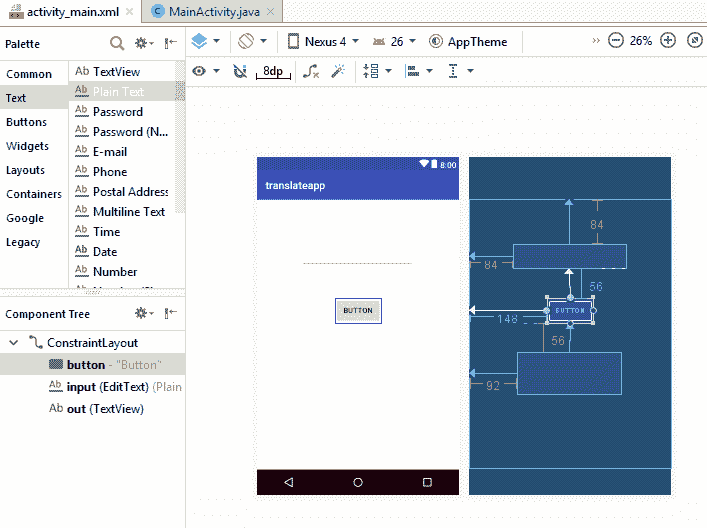 activity_main.xml
MainActivity.java
Palette
Nexus 4
26
AppTheme
26%
8dp
Common
Text
Buttons
Widgets
Layouts
Containers
Google
Legacy
Ab TextView
Ab Plain Text
Ab Password
Ab Password (N...
Ab E-mail
Ab Phone
Ab Postal Address
Ab Multiline Text
Ab Time
Ab Date
Ab Number
Component Tree
ConstraintLayout
button - "Button"
Ab input (EditText) (Plain
Ab out (TextView)
8:00
translateapp
BUTTON
84
84
56
BUTTON
148
56
92